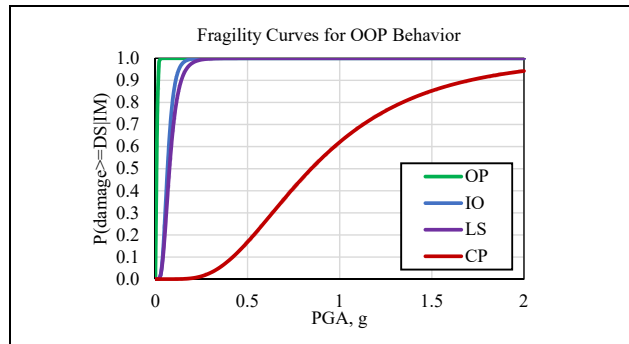 Fragility Curves for OOP Behavior
P(damage>=DS|IM)
1.0
0.9
0.8
0.7
0.6
0.5
0.4
0.3
0.2
0.1
0.0
OP
IO
LS
CP
0
0.5
1
1.5
2
PGA, g